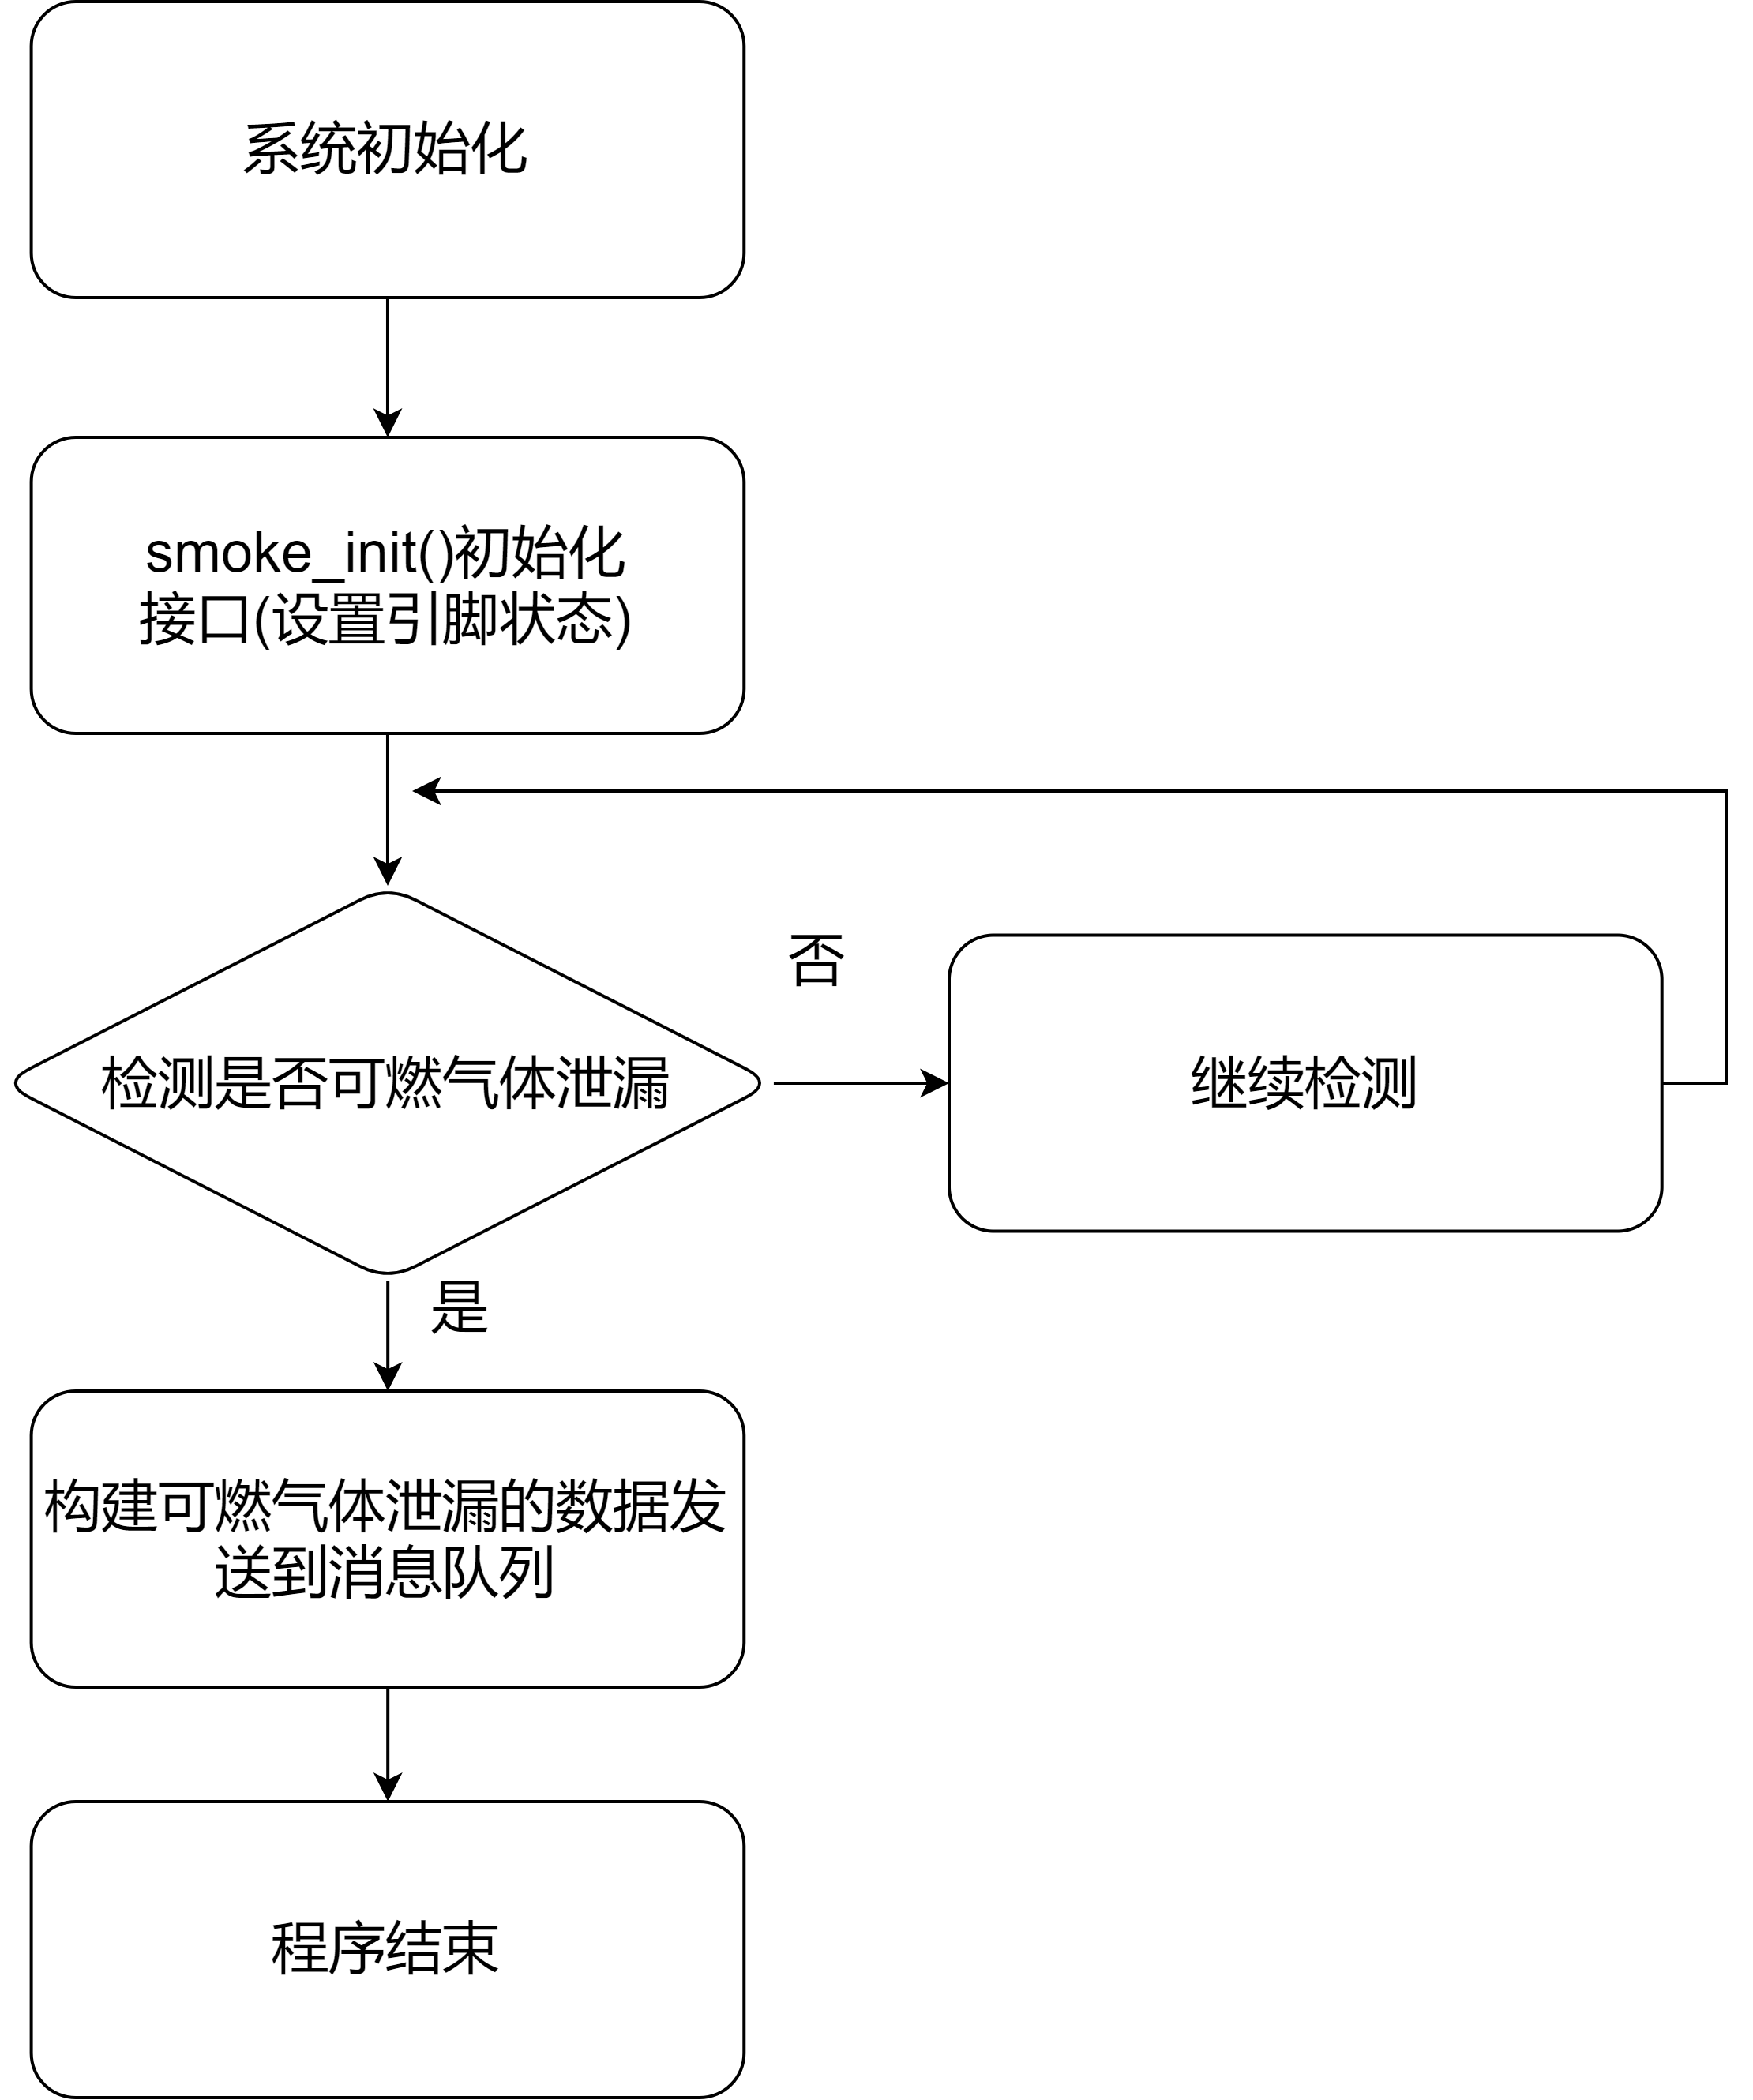 系统初始化
smoke_init()初始化
接口(设置引脚状态)
否
检测是否可燃气体泄漏
继续检测
是
构建可燃气体泄漏的数据发
送到消息队列
程序结束